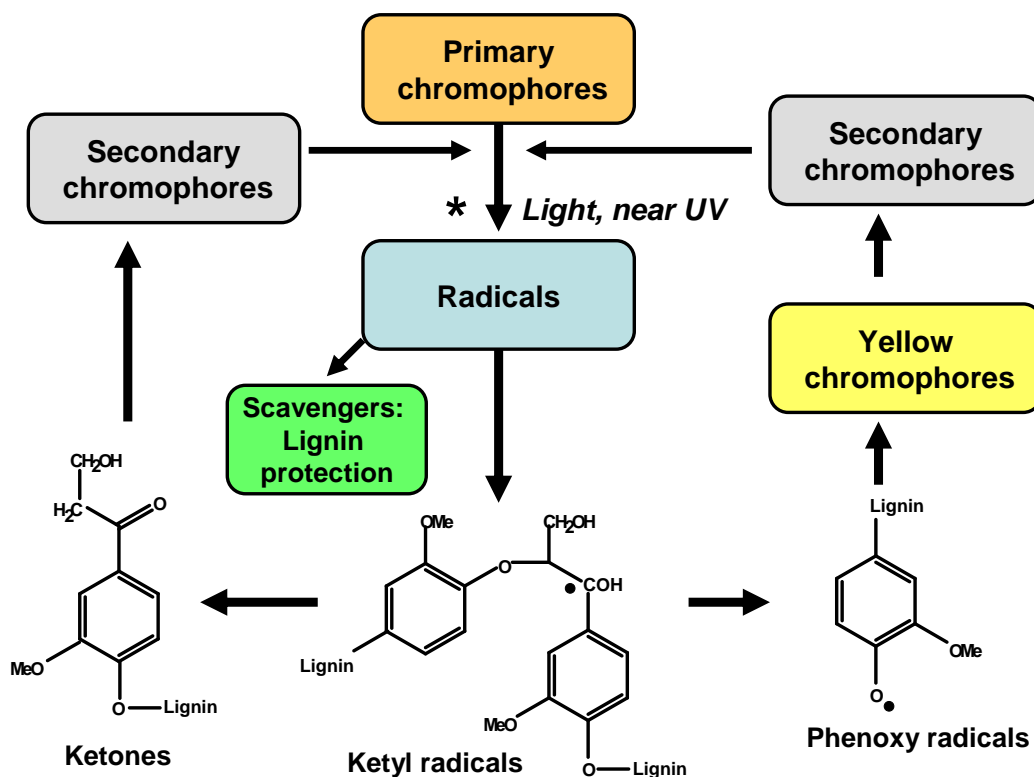 Primary
chromophores
Secondary
chromophores
Secondary
chromophores
*
Light, near UV
Radicals
Yellow
chromophores
Scavengers:
Lignin
protection
CH₂OH
H₂C
O
MeO
O
Lignin
Ketones
OMe
CH₂OH
O
•
COH
Lignin
MeO
O
Lignin
Ketyl radicals
Lignin
OMe
O
•
Phenoxy radicals